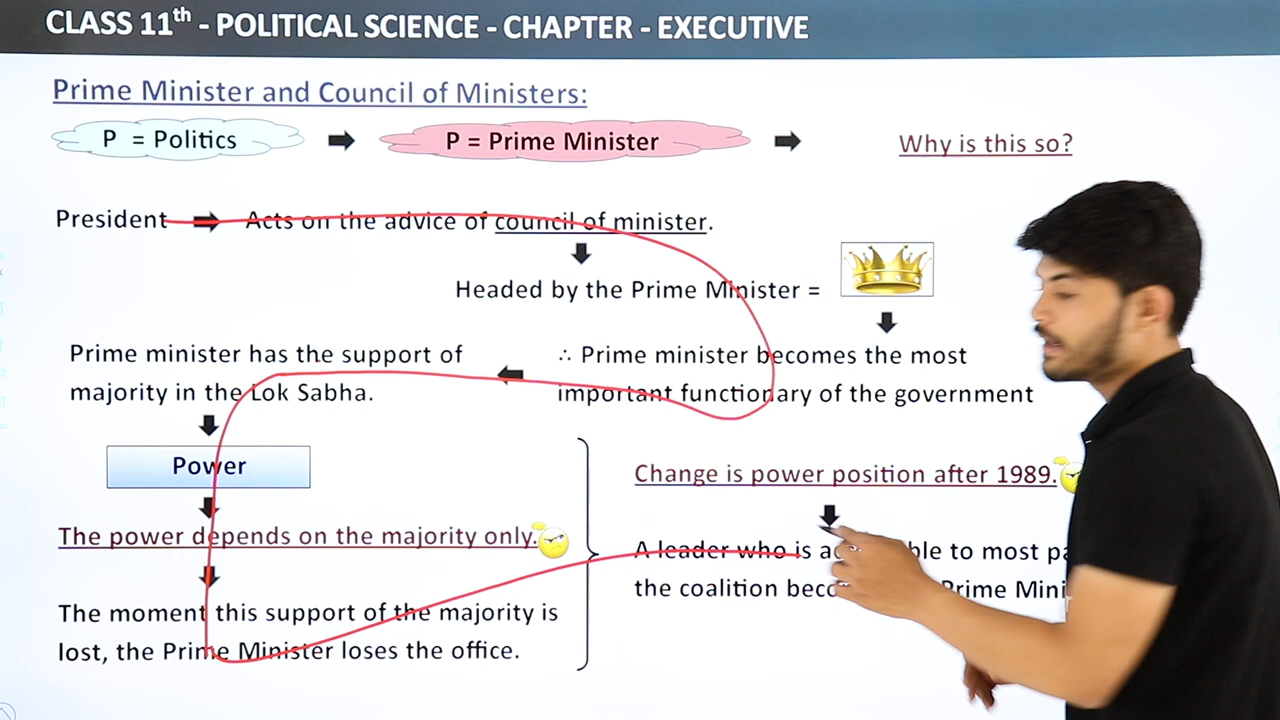 CLASS 11th - POLITICAL SCIENCE - CHAPTER - EXECUTIVE
Prime Minister and Council of Ministers:
P = Politics
P = Prime Minister
Why is this so?
President
Acts on the advice of council of minister.
Headed by the Prime Minister =
∴ Prime minister becomes the most
important functionary of the government
Prime minister has the support of
majority in the Lok Sabha.
Power
The power depends on the majority only.
The moment this support of the majority is
lost, the Prime Minister loses the office.
Change is power position after 1989.
A leader who is to most
the coalition Prime